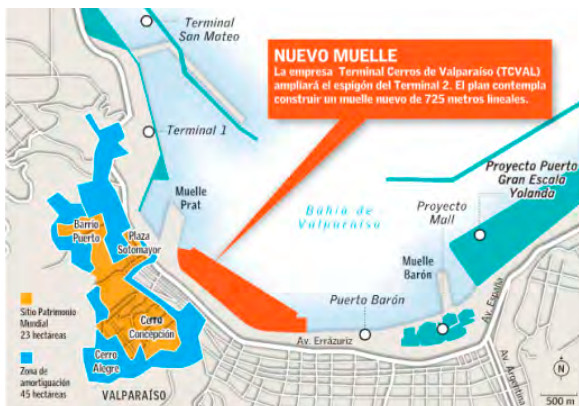 Terminal
San Mateo
NUEVO MUELLE
La empresa Terminal Cerros de Valparaíso (TCVAL)
ampliará el espigón del Terminal 2. El plan contempla
construir un muelle nuevo de 725 metros lineales.
Terminal 1
Muelle
Prat
Bahía de
Valparaíso
Proyecto Puerto
Gran Escala
Yolanda
Proyecto
Mall
Muelle
Barón
Barrio
Puerto
Plaza
Sotomayor
Puerto Barón
Av. España
Av. Errázuriz
Av. Argentina
Sitio Patrimonio
Mundial
23 hectáreas
Cerro
Concepción
Cerro
Alegre
Zona de
amortiguación
45 hectáreas
VALPARAÍSO
N
500 m